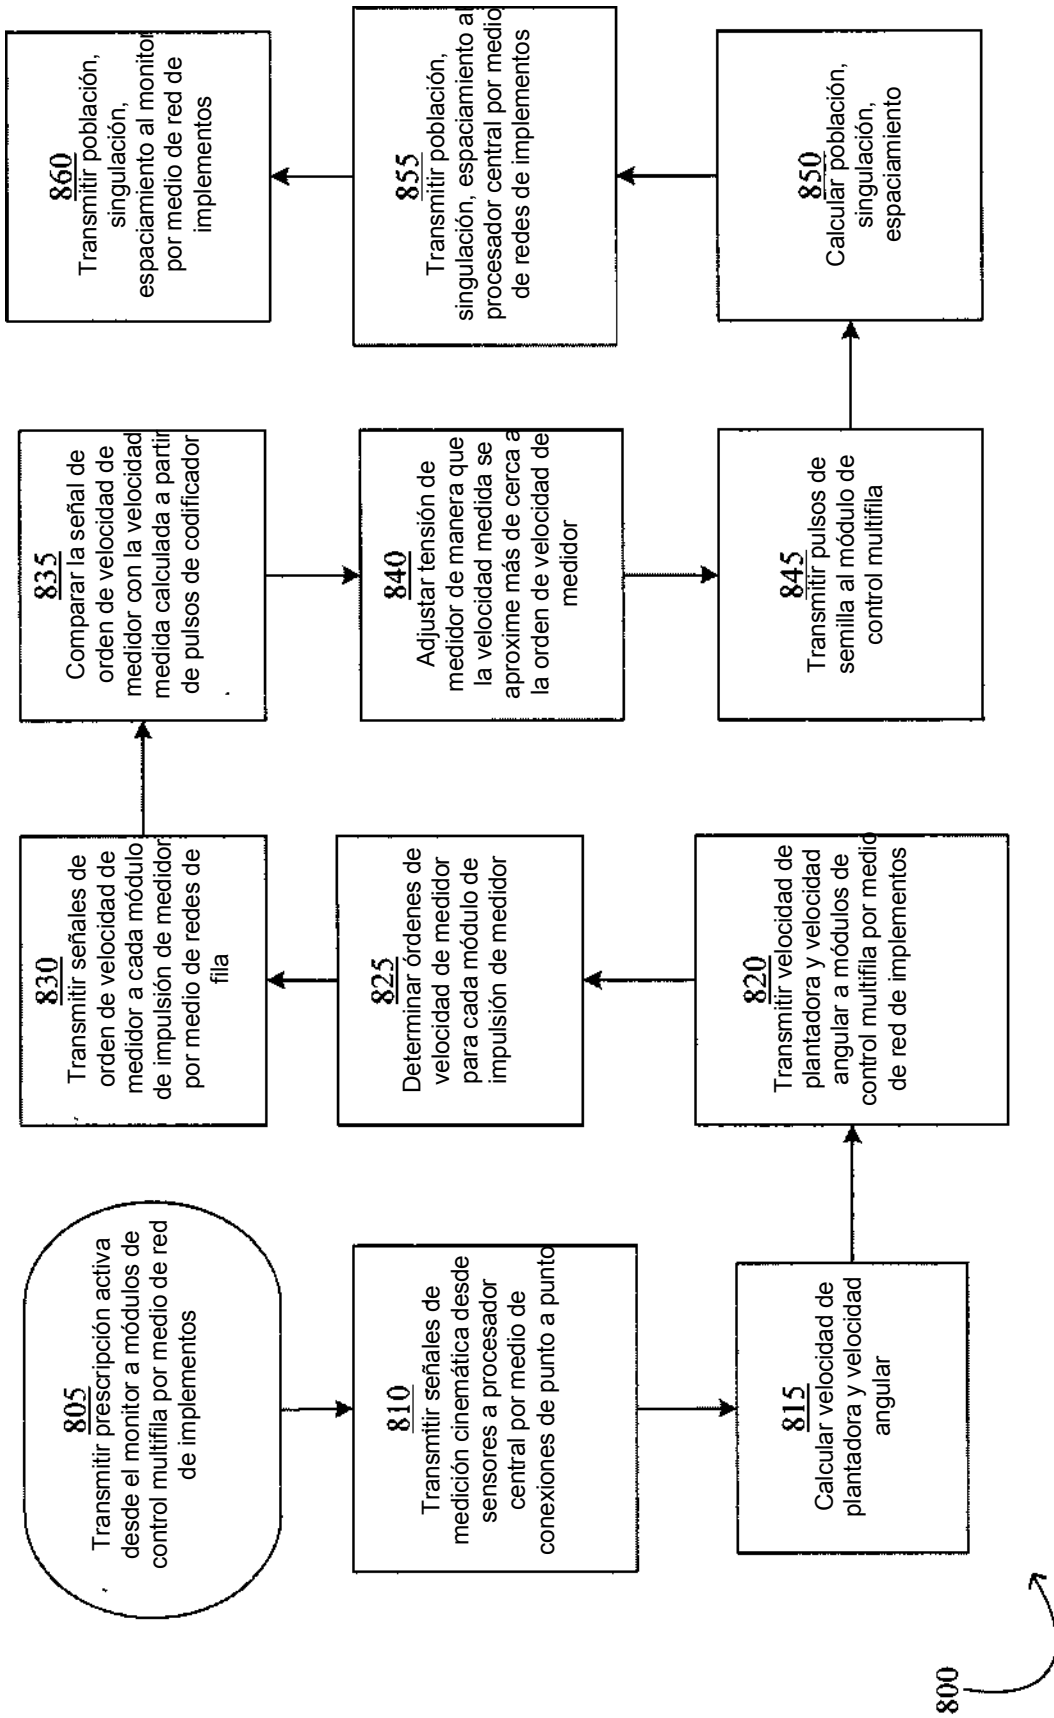 805
Transmitir prescripción activa
desde el monitor a módulos de
control multifila por medio de red
de implementos
810
Transmitir señales de
medición cinemática desde
sensores a procesador
central por medio de
conexiones de punto a punto
815
Calcular velocidad de
plantadora y velocidad
angular
820
Transmitir velocidad de
plantadora y velocidad
angular a módulos de
control multifila por medio
de red de implementos
825
Determinar órdenes de
velocidad de medidor
para cada módulo de
impulsión de medidor
830
Transmitir señales de
orden de velocidad de
medidor a cada módulo
de impulsión de medidor
por medio de redes de
fila
835
Comparar la señal de
orden de velocidad de
medidor con la velocidad
medida calculada a partir
de pulsos de codificador
840
Adjustar tensión de
medidor de manera que
la velocidad medida se
aproxime más de cerca a
la orden de velocidad de
medidor
845
Transmitir pulsos de
semilla al módulo de
control multifila
850
Calcular población,
singulación,
espaciamiento
855
Transmitir población,
singulación, espaciamiento al
procesador central por medio
de redes de implementos
860
Transmitir población,
singulación,
espaciamiento al monitor
por medio de red de
implementos
800